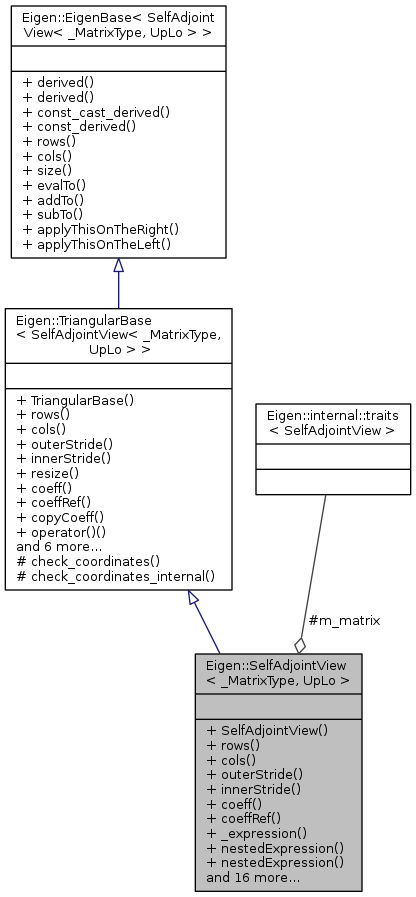 Eigen::EigenBase< SelfAdjoint
View< _MatrixType, UpLo > >
+ derived()
+ derived()
+ const_cast_derived()
+ const_derived()
+ rows()
+ cols()
+ size()
+ evalTo()
+ addTo()
+ subTo()
+ applyThisOnTheRight()
+ applyThisOnTheLeft()
Eigen::TriangularBase
< SelfAdjointView< _MatrixType,
UpLo > >
+ TriangularBase()
+ rows()
+ cols()
+ outerStride()
+ innerStride()
+ resize()
+ coeff()
+ coeffRef()
+ copyCoeff()
+ operator()()
and 6 more...
# check_coordinates()
# check_coordinates_internal()
Eigen::internal::traits
< SelfAdjointView >
#m_matrix
Eigen::SelfAdjointView
< _MatrixType, UpLo >
+ SelfAdjointView()
+ rows()
+ cols()
+ outerStride()
+ innerStride()
+ coeff()
+ coeffRef()
+ _expression()
+ nestedExpression()
+ nestedExpression()
and 16 more...